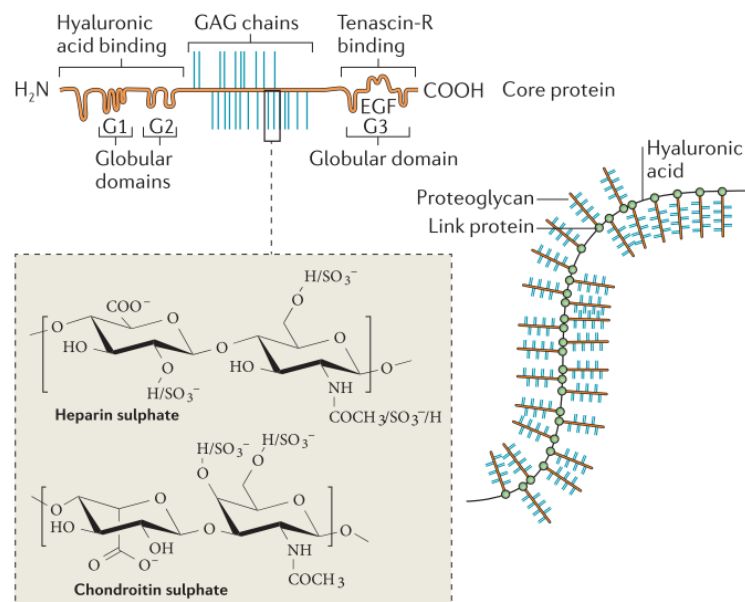 Hyaluronic
acid binding
GAG chains
Tenascin-R
binding
H₂N
COOH
Core protein
EGF
G1
G2
G3
Globular
domains
Globular domain
Hyaluronic
acid
Proteoglycan
Link protein
H/SO₃⁻
O
COO⁻
O
O
HO
O
O
H/SO₃⁻
O
HO
O
NH
COCH₃/SO₃⁻/H
Heparin sulphate
H/SO₃⁻
H/SO₃⁻
O
O
O
O
HO
O
OH
O
O
O⁻
O
O
NH
COCH₃
Chondroitin sulphate